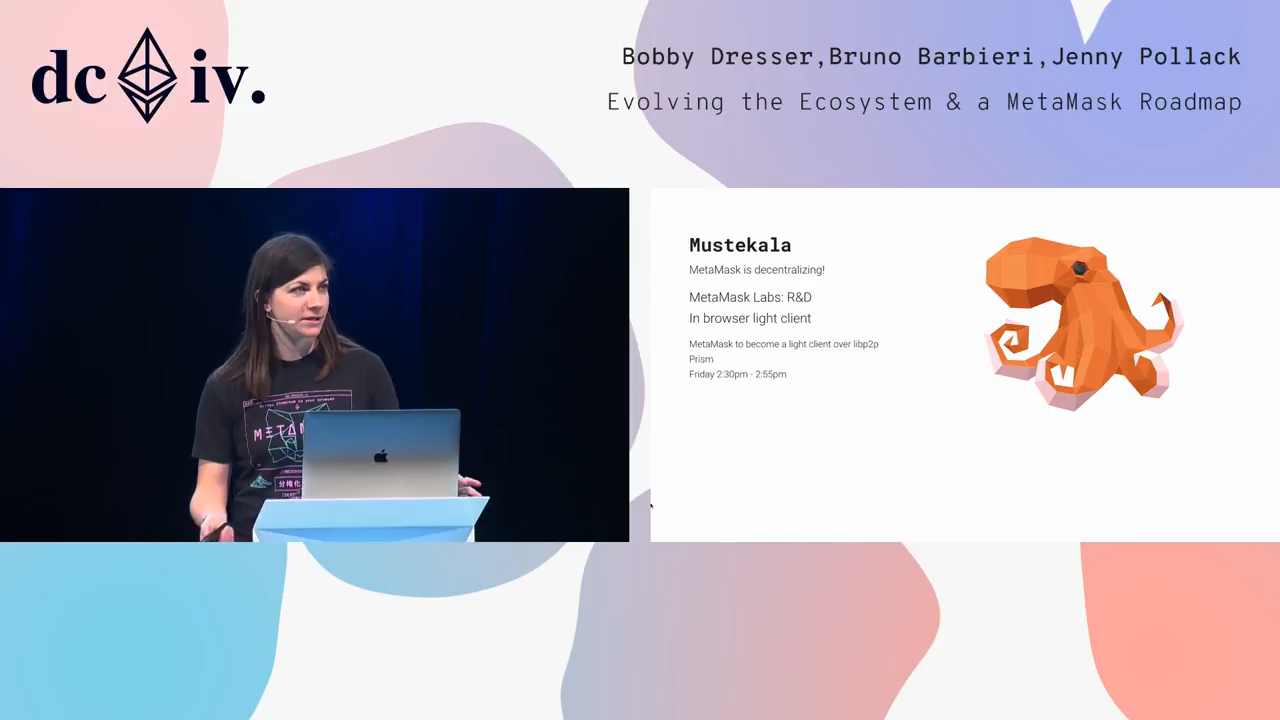 dc iv.
Bobby Dresser,Bruno Barbieri,Jenny Pollack
Evolving the Ecosystem & a MetaMask Roadmap
Mustekala
MetaMask is decentralizing!
MetaMask Labs: R&D
In browser light client
MetaMask to become a light client over libp2p
Prism
Friday 2:30pm - 2:55pm